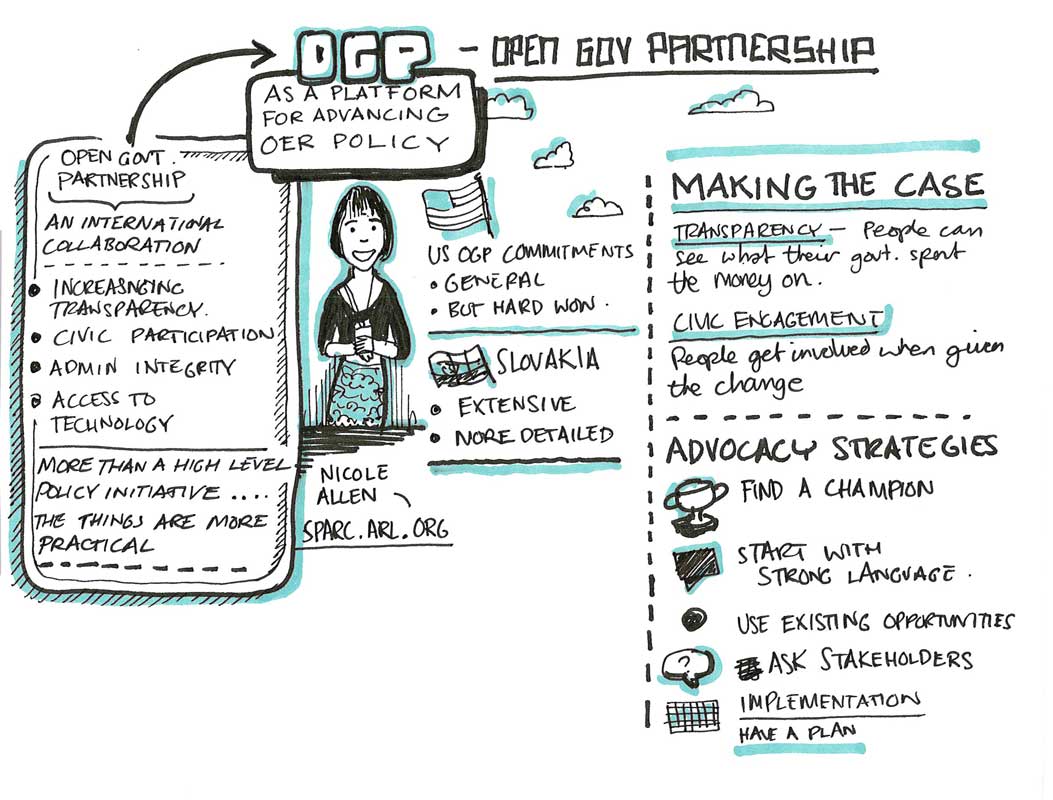 OGP - OPEN GOV PARTNERSHIP
AS A PLATFORM
FOR ADVANCING
OER POLICY
OPEN GOVT.
PARTNERSHIP
AN INTERNATIONAL
COLLABORATION
• INCREASNGING
TRANSPARENCY.
• CIVIC PARTICIPATION
• ADMIN INTEGRITY
• ACCESS TO
TECHNOLOGY
MORE THAN A HIGH LEVEL
POLICY INITIATIVE ....
THE THINGS ARE MORE
PRACTICAL
NICOLE
ALLEN
SPARC.ARL.ORG
US OGP COMMITMENTS
• GENERAL
• BUT HARD WON.
SLOVAKIA
• EXTENSIVE
• NORE DETAILED
MAKING THE CASE
TRANSPARENCY - People can
see what their govt. spent
the money on.
CIVIC ENGAGEMENT
People get involved when given
the change
ADVOCACY STRATEGIES
FIND A CHAMPION
START WITH
STRONG LANGUAGE.
USE EXISTING OPPORTUNITIES
?
ASK STAKEHOLDERS
IMPLEMENTATION
HAVE A PLAN